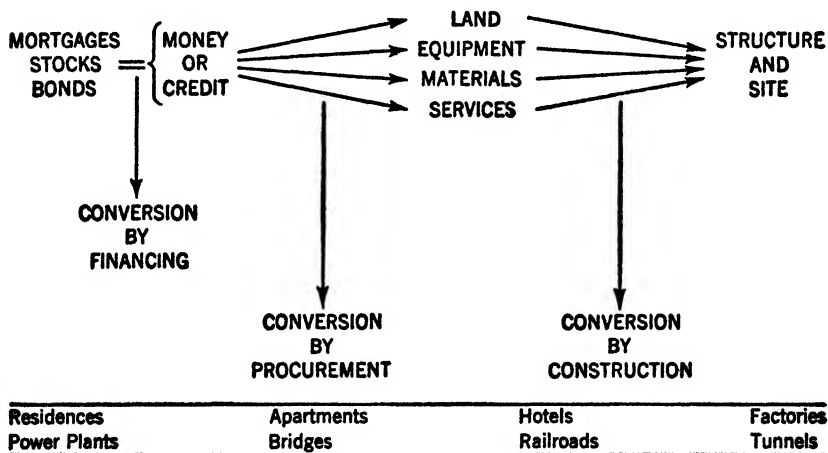 MORTGAGES
STOCKS
BONDS
=
MONEY
OR
CREDIT
LAND
EQUIPMENT
MATERIALS
SERVICES
STRUCTURE
AND
SITE
CONVERSION
BY
FINANCING
CONVERSION
BY
PROCUREMENT
CONVERSION
BY
CONSTRUCTION
Residences Apartments Hotels Factories
Power Plants Bridges Railroads Tunnels